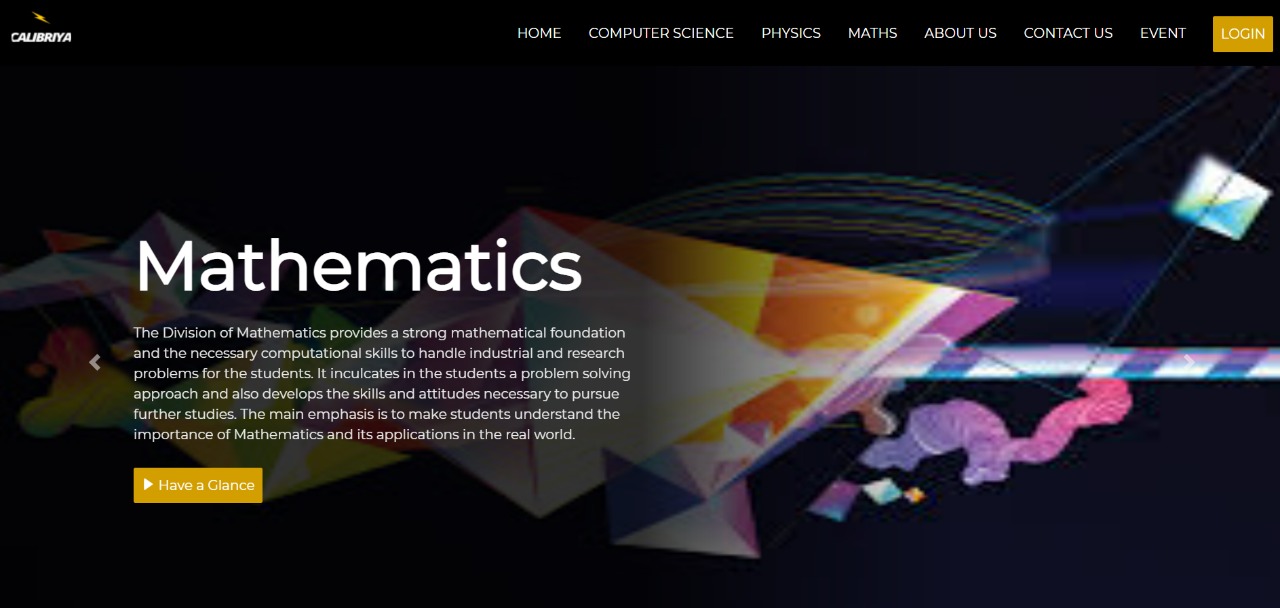 CALIBRIYA
HOME COMPUTER SCIENCE PHYSICS MATHS ABOUT US CONTACT US EVENT LOGIN
Mathematics
The Division of Mathematics provides a strong mathematical foundation
and the necessary computational skills to handle industrial and research
problems for the students. It inculcates in the students a problem solving
approach and also develops the skills and attitudes necessary to pursue
further studies. The main emphasis is to make students understand the
importance of Mathematics and its applications in the real world.
Have a Glance